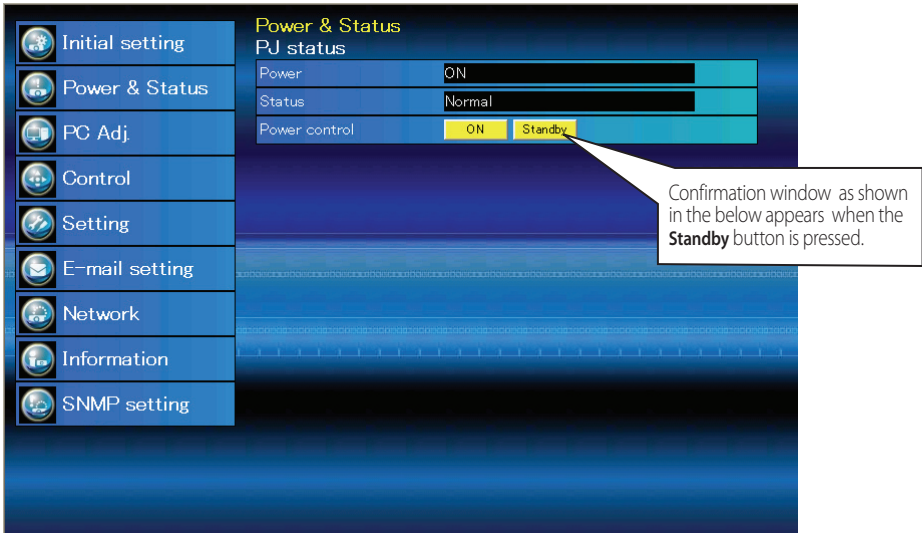 Initial setting
Power & Status
PC Adj.
Control
Setting
E-mail setting
Network
Information
SNMP setting
Power & Status
PJ status
Power ON
Status Normal
Power control ON Standby
Confirmation window as shown
in the below appears when the
Standby button is pressed.